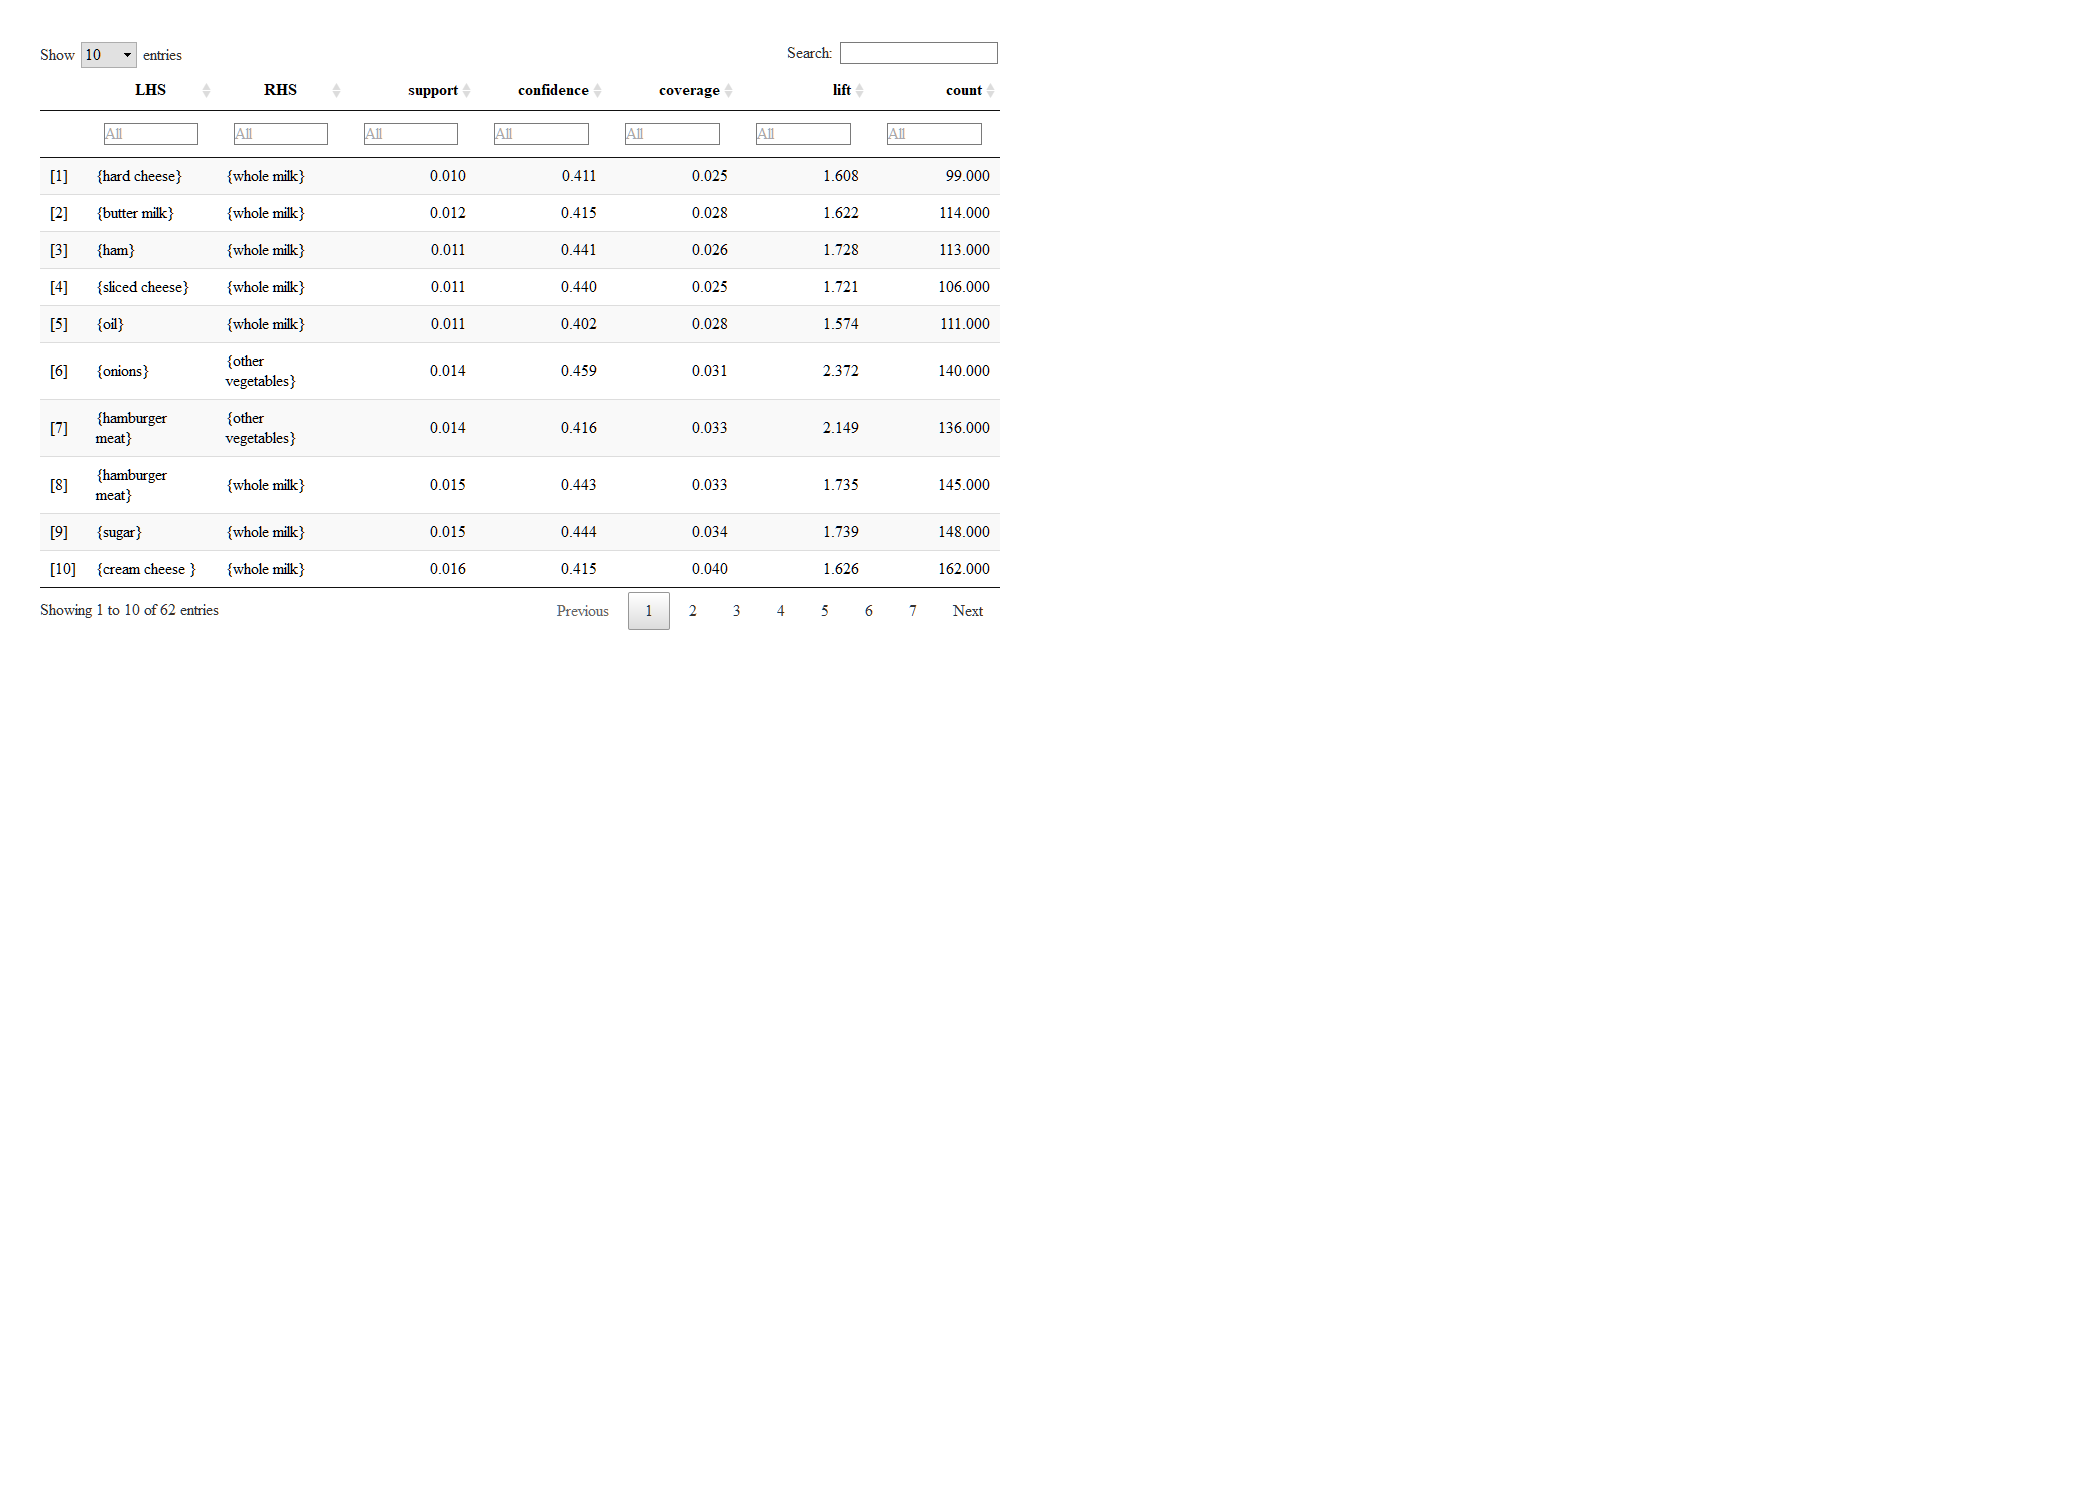 Show 10 entries Search:
LHS RHS support confidence coverage lift count
All All All All All All All
[1] {hard cheese} {whole milk} 0.010 0.411 0.025 1.608 99.000
[2] {butter milk} {whole milk} 0.012 0.415 0.028 1.622 114.000
[3] {ham} {whole milk} 0.011 0.441 0.026 1.728 113.000
[4] {sliced cheese} {whole milk} 0.011 0.440 0.025 1.721 106.000
[5] {oil} {whole milk} 0.011 0.402 0.028 1.574 111.000
[6] {onions} {other vegetables} 0.014 0.459 0.031 2.372 140.000
[7] {hamburger meat} {other vegetables} 0.014 0.416 0.033 2.149 136.000
[8] {hamburger meat} {whole milk} 0.015 0.443 0.033 1.735 145.000
[9] {sugar} {whole milk} 0.015 0.444 0.034 1.739 148.000
[10] {cream cheese } {whole milk} 0.016 0.415 0.040 1.626 162.000
Showing 1 to 10 of 62 entries Previous 1 2 3 4 5 6 7 Next